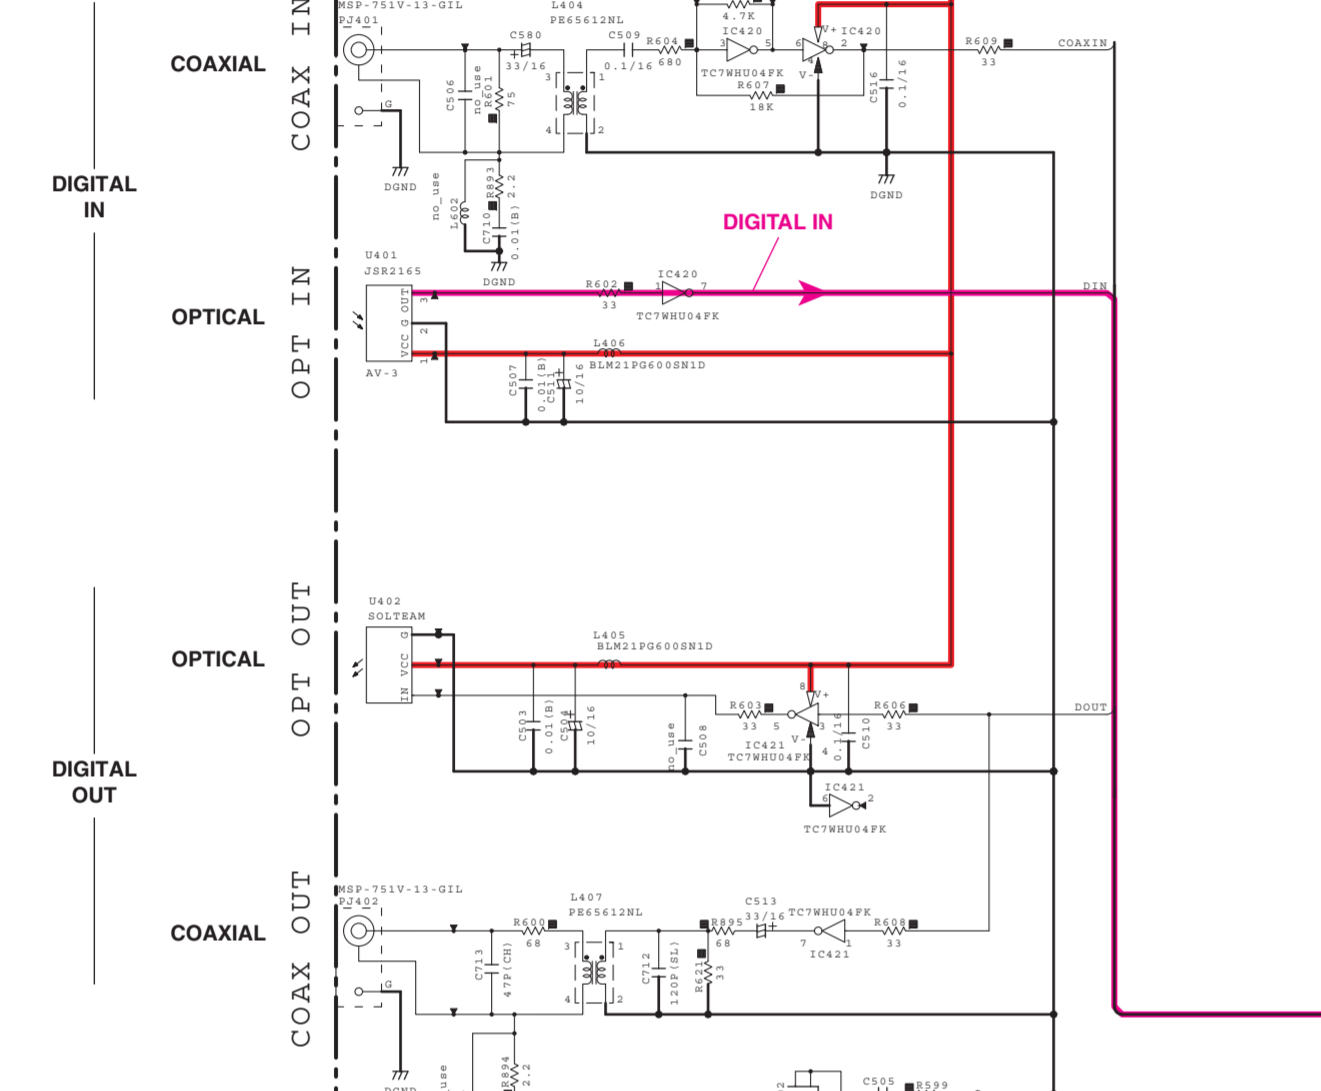 COAXIAL
DIGITAL
IN
OPTICAL
COAX IN
MSP-751V-13-GIL
PJ401
G
DGND
C506
no_use
R601
75
C580
+
33/16
L404
PE65612NL
3
1
4
2
C509
0.1/16
R604
680
4.7K
IC420
3
5
TC7WHU04FK
R607
18K
V+
IC420
6
8
2
4
V-
C516
0.1/16
DGND
R609
33
COAXIN
no_use
L602
R893
2.2
C710
0.01(B)
DGND
DIGITAL IN
OPT IN
U401
JSR2165
OUT
3
G
2
VCC
1
AV-3
R602
33
IC420
1
7
TC7WHU04FK
DIN
L406
BLM21PG600SN1D
C507
0.01(B)
C511
+
10/16
DIGITAL
OUT
OPTICAL
OPT OUT
U402
SOLTEAM
G
VCC
IN
L405
BLM21PG600SN1D
C503
0.01(B)
C504
+
10/16
no_use
C508
R603
33
5
8
V+
3
V-
4
IC421
TC7WHU04FK
0.1/16
C510
R606
33
DOUT
IC421
6
2
TC7WHU04FK
COAXIAL
COAX OUT
MSP-751V-13-GIL
PJ402
G
DGND
C713
47P(CH)
R600
68
L407
PE65612NL
3
1
4
2
C712
120P(SL)
R621
33
R895
68
C513
33/16
+
TC7WHU04FK
7
1
IC421
R608
33
R894
2.2
use
C505
R599